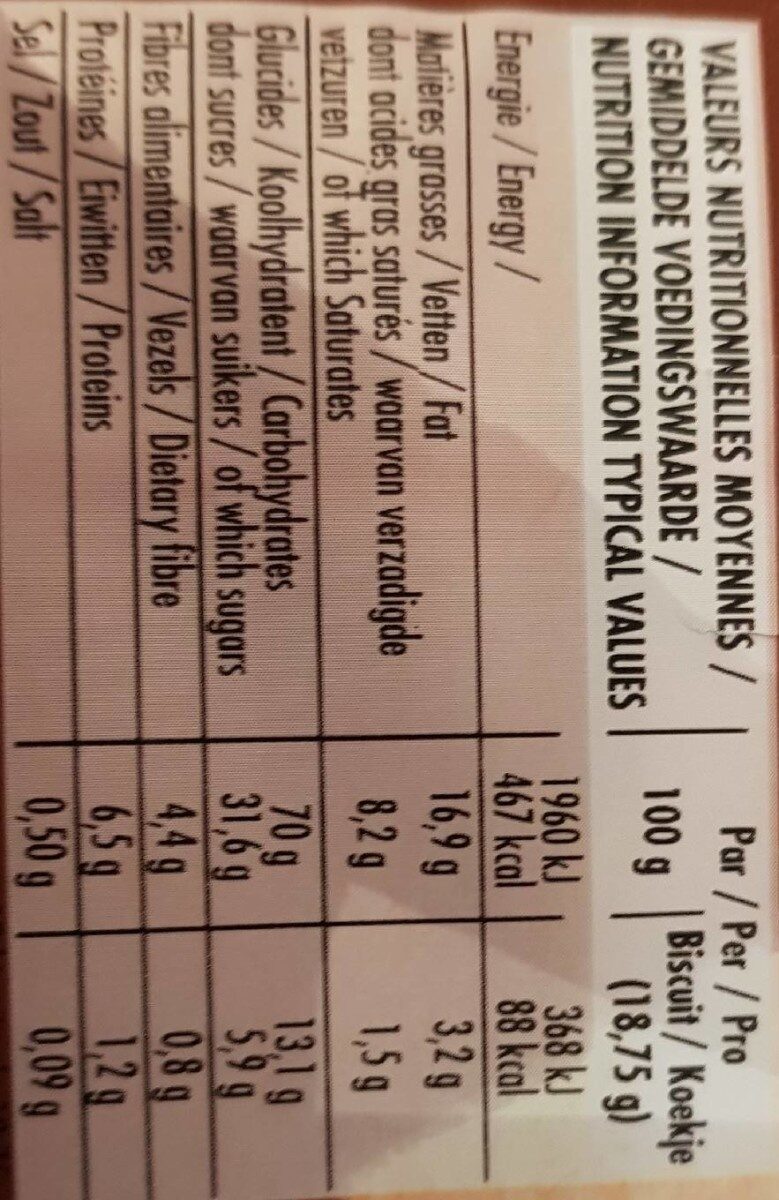 VALEURS NUTRITIONNELLES MOYENNES /
GEMIDDELDE VOEDINGSWAARDE /
NUTRITION INFORMATION TYPICAL VALUES
Par / Per / Pro
100 g
Biscuit / Koekje
(18,75 g)
Energie / Energy /
1960 kJ 368 kJ
467 kcal 88 kcal
Matières grasses / Vetten / Fat 16,9 g 3,2 g
dont acides gras saturés / waarvan verzadigde 8,2 g 1,5 g
vetzuren / of which Saturates
Glucides / Koolhydratent / Carbohydrates 70 g 13,1 g
dont sucres / waarvan suikers / of which sugars 31,6 g 5,9 g
Fibres alimentaires / Vezels / Dietary fibre 4,4 g 0,8 g
Protéines / Eiwitten / Proteins 6,5 g 1,2 g
Sel / Zout / Salt 0,50 g 0,09 g